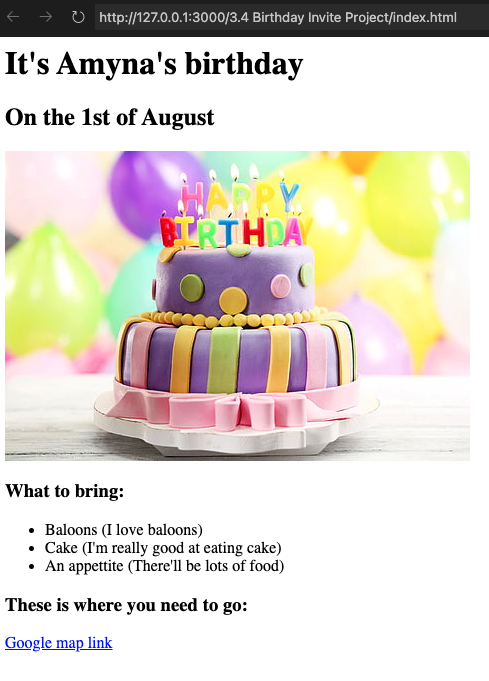 http://127.0.0.1:3000/3.4 Birthday Invite Project/index.html
It's Amyna's birthday
On the 1st of August
HAPPY
BIRTHDAY
What to bring:
Baloons (I love baloons)
Cake (I'm really good at eating cake)
An appettite (There'll be lots of food)
These is where you need to go:
Google map link